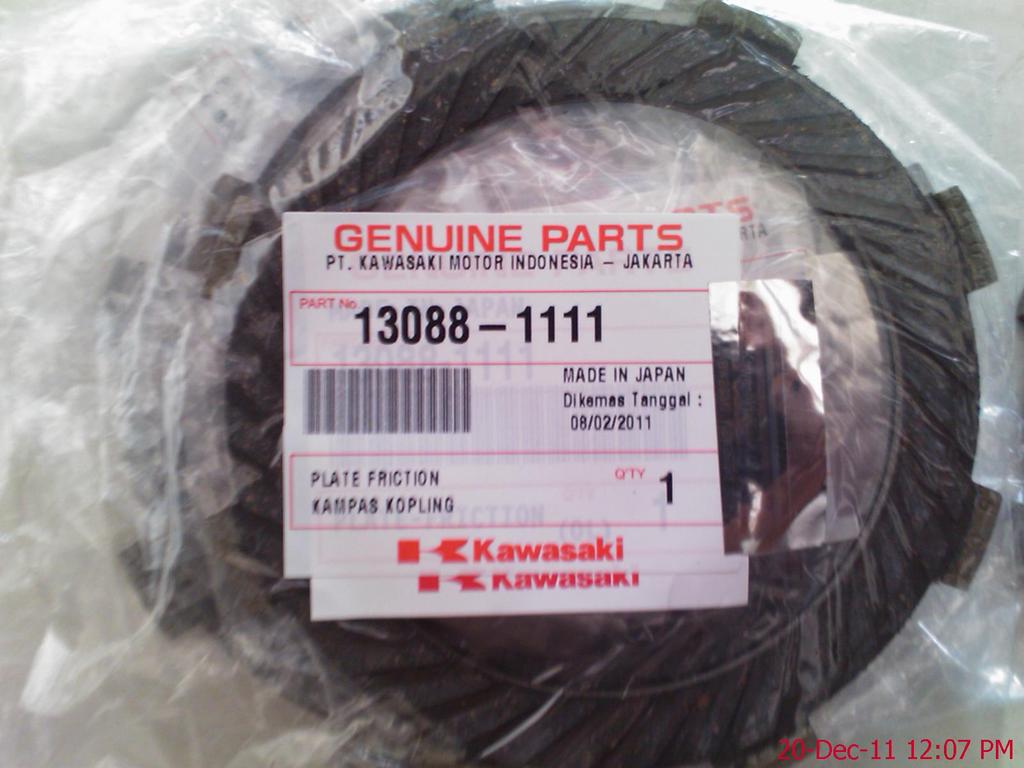 GENUINE PARTS
PT. KAWASAKI MOTOR INDONESIA – JAKARTA
PART No.
13088–1111
MADE IN JAPAN
Dikemas Tanggal :
08/02/2011
PLATE FRICTION
KAMPAS KOPLING
Q'TY 1
Kawasaki
Kawasaki
20-Dec-11 12:07 PM